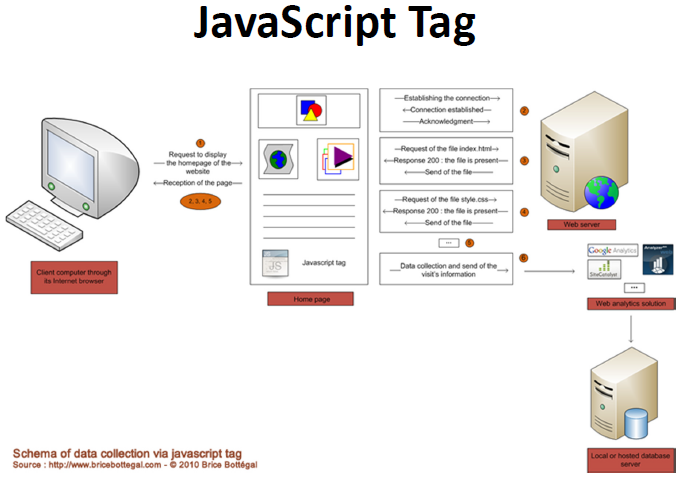 JavaScript Tag
1
Request to display
the homepage of the
website
Reception of the page
2, 3, 4, 5
Client computer through
its Internet browser
JS
Javascript tag
Home page
Establishing the connection
Connection established
Acknowledgment
2
Request of the file index.html
Response 200 : the file is present
Send of the file
3
Request of the file style.css
Response 200 : the file is present
Send of the file
4
...
5
Data collection and send of the
visit's information
6
Web server
Google Analytics
SiteCatalyst
...
Web analytics solution
Local or hosted database
server
Schema of data collection via javascript tag
Source : http://www.bricebottegal.com - © 2010 Brice Bottégal